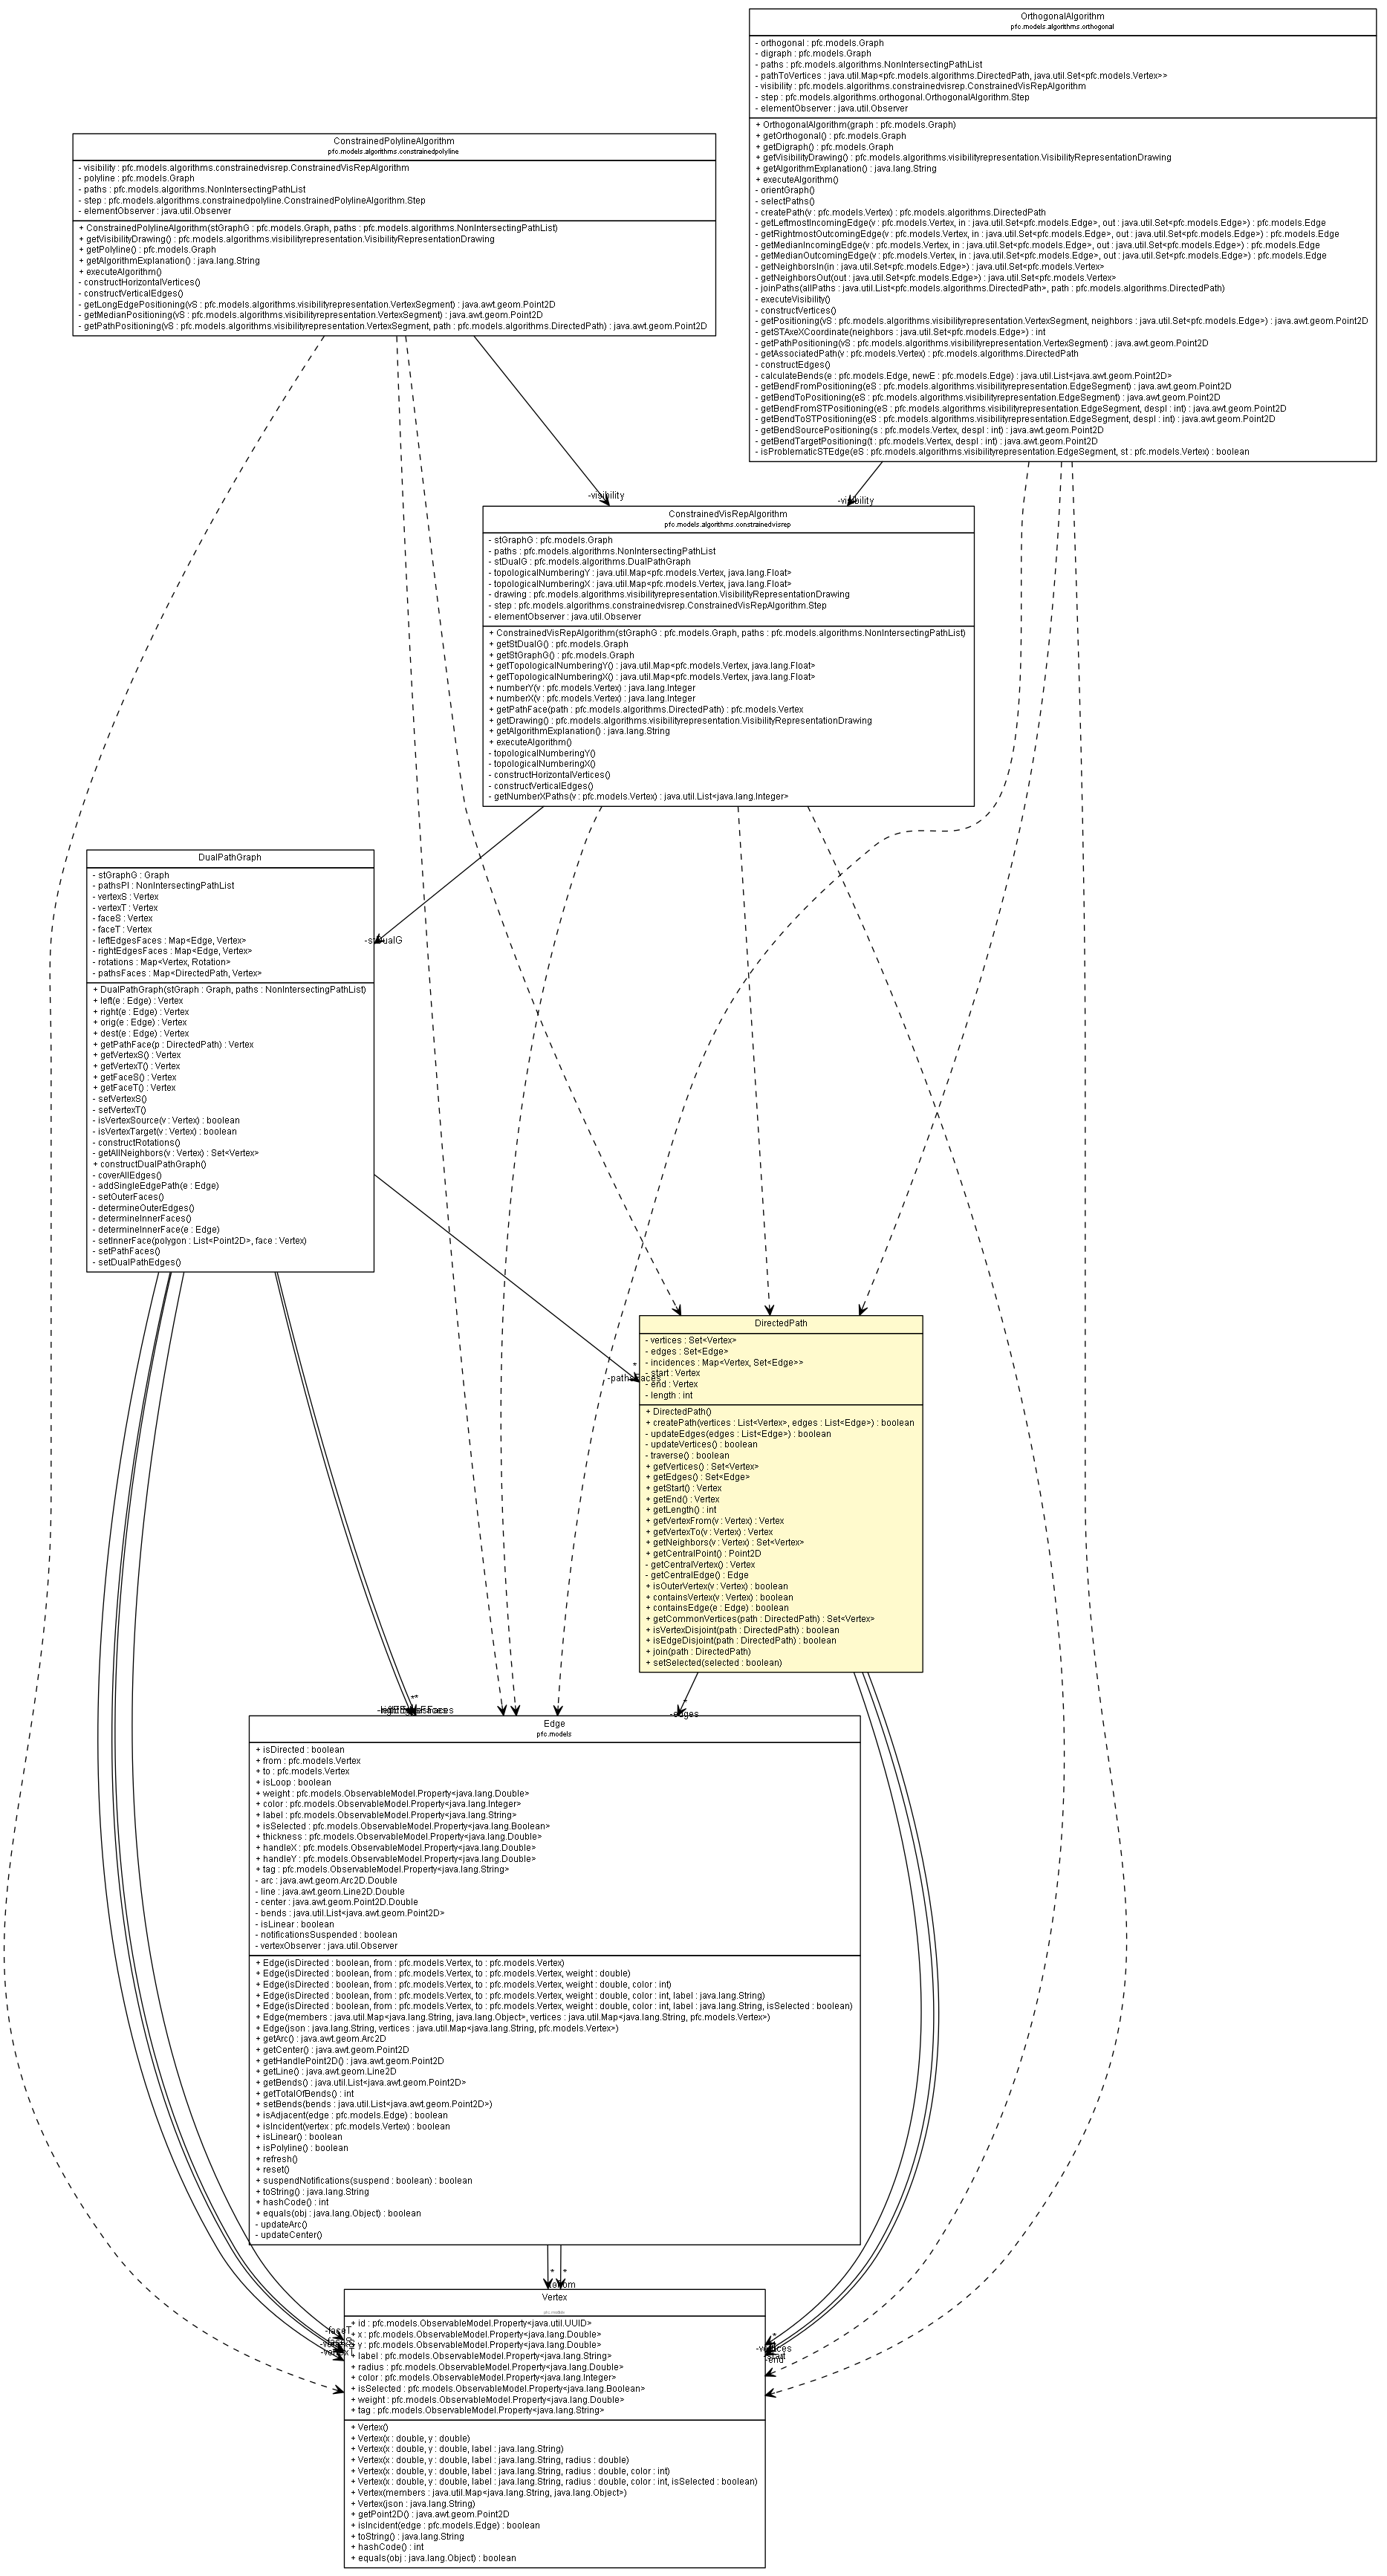 OrthogonalAlgorithm
pfc.models.algorithms.orthogonal
- orthogonal : pfc.models.Graph
- digraph : pfc.models.Graph
- paths : pfc.models.algorithms.NonIntersectingPathList
- pathToVertices : java.util.Map<pfc.models.algorithms.DirectedPath, java.util.Set<pfc.models.Vertex>>
- visibility : pfc.models.algorithms.constrainedvisrep.ConstrainedVisRepAlgorithm
- step : pfc.models.algorithms.orthogonal.OrthogonalAlgorithm.Step
- elementObserver : java.util.Observer
+ OrthogonalAlgorithm(graph : pfc.models.Graph)
+ getOrthogonal() : pfc.models.Graph
+ getDigraph() : pfc.models.Graph
+ getVisibilityDrawing() : pfc.models.algorithms.visibilityrepresentation.VisibilityRepresentationDrawing
+ getAlgorithmExplanation() : java.lang.String
+ executeAlgorithm()
- orientGraph()
- selectPaths()
- createPath(v : pfc.models.Vertex) : pfc.models.algorithms.DirectedPath
- getLeftmostIncomingEdge(v : pfc.models.Vertex, in : java.util.Set<pfc.models.Edge>, out : java.util.Set<pfc.models.Edge>) : pfc.models.Edge
- getRightmostOutcomingEdge(v : pfc.models.Vertex, in : java.util.Set<pfc.models.Edge>, out : java.util.Set<pfc.models.Edge>) : pfc.models.Edge
- getMedianIncomingEdge(v : pfc.models.Vertex, in : java.util.Set<pfc.models.Edge>, out : java.util.Set<pfc.models.Edge>) : pfc.models.Edge
- getMedianOutcomingEdge(v : pfc.models.Vertex, in : java.util.Set<pfc.models.Edge>, out : java.util.Set<pfc.models.Edge>) : pfc.models.Edge
- getNeighborsIn(in : java.util.Set<pfc.models.Edge>) : java.util.Set<pfc.models.Vertex>
- getNeighborsOut(out : java.util.Set<pfc.models.Edge>) : java.util.Set<pfc.models.Vertex>
- joinPaths(allPaths : java.util.List<pfc.models.algorithms.DirectedPath>, path : pfc.models.algorithms.DirectedPath)
- executeVisibility()
- constructVertices()
- getPositioning(vS : pfc.models.algorithms.visibilityrepresentation.VertexSegment, neighbors : java.util.Set<pfc.models.Edge>) : java.awt.geom.Point2D
- getSTAxeXCoordinate(neighbors : java.util.Set<pfc.models.Edge>) : int
- getPathPositioning(vS : pfc.models.algorithms.visibilityrepresentation.VertexSegment) : java.awt.geom.Point2D
- getAssociatedPath(v : pfc.models.Vertex) : pfc.models.algorithms.DirectedPath
- constructEdges()
- calculateBends(e : pfc.models.Edge, newE : pfc.models.Edge) : java.util.List<java.awt.geom.Point2D>
- getBendFromPositioning(eS : pfc.models.algorithms.visibilityrepresentation.EdgeSegment) : java.awt.geom.Point2D
- getBendToPositioning(eS : pfc.models.algorithms.visibilityrepresentation.EdgeSegment) : java.awt.geom.Point2D
- getBendFromSTPositioning(eS : pfc.models.algorithms.visibilityrepresentation.EdgeSegment, despl : int) : java.awt.geom.Point2D
- getBendToSTPositioning(eS : pfc.models.algorithms.visibilityrepresentation.EdgeSegment, despl : int) : java.awt.geom.Point2D
- getBendSourcePositioning(s : pfc.models.Vertex, despl : int) : java.awt.geom.Point2D
- getBendTargetPositioning(t : pfc.models.Vertex, despl : int) : java.awt.geom.Point2D
- isProblematicSTEdge(eS : pfc.models.algorithms.visibilityrepresentation.EdgeSegment, st : pfc.models.Vertex) : boolean
ConstrainedPolylineAlgorithm
pfc.models.algorithms.constrainedpolyline
- visibility : pfc.models.algorithms.constrainedvisrep.ConstrainedVisRepAlgorithm
- polyline : pfc.models.Graph
- paths : pfc.models.algorithms.NonIntersectingPathList
- step : pfc.models.algorithms.constrainedpolyline.ConstrainedPolylineAlgorithm.Step
- elementObserver : java.util.Observer
+ ConstrainedPolylineAlgorithm(stGraphG : pfc.models.Graph, paths : pfc.models.algorithms.NonIntersectingPathList)
+ getVisibilityDrawing() : pfc.models.algorithms.visibilityrepresentation.VisibilityRepresentationDrawing
+ getPolyline() : pfc.models.Graph
+ getAlgorithmExplanation() : java.lang.String
+ executeAlgorithm()
- constructHorizontalVertices()
- constructVerticalEdges()
- getLongEdgePositioning(vS : pfc.models.algorithms.visibilityrepresentation.VertexSegment) : java.awt.geom.Point2D
- getMedianPositioning(vS : pfc.models.algorithms.visibilityrepresentation.VertexSegment) : java.awt.geom.Point2D
- getPathPositioning(vS : pfc.models.algorithms.visibilityrepresentation.VertexSegment, path : pfc.models.algorithms.DirectedPath) : java.awt.geom.Point2D
-visibility
-visibility
ConstrainedVisRepAlgorithm
pfc.models.algorithms.constrainedvisrep
- stGraphG : pfc.models.Graph
- paths : pfc.models.algorithms.NonIntersectingPathList
- stDualG : pfc.models.algorithms.DualPathGraph
- topologicalNumberingY : java.util.Map<pfc.models.Vertex, java.lang.Float>
- topologicalNumberingX : java.util.Map<pfc.models.Vertex, java.lang.Float>
- drawing : pfc.models.algorithms.visibilityrepresentation.VisibilityRepresentationDrawing
- step : pfc.models.algorithms.constrainedvisrep.ConstrainedVisRepAlgorithm.Step
- elementObserver : java.util.Observer
+ ConstrainedVisRepAlgorithm(stGraphG : pfc.models.Graph, paths : pfc.models.algorithms.NonIntersectingPathList)
+ getStDualG() : pfc.models.Graph
+ getStGraphG() : pfc.models.Graph
+ getTopologicalNumberingY() : java.util.Map<pfc.models.Vertex, java.lang.Float>
+ getTopologicalNumberingX() : java.util.Map<pfc.models.Vertex, java.lang.Float>
+ numberY(v : pfc.models.Vertex) : java.lang.Integer
+ numberX(v : pfc.models.Vertex) : java.lang.Integer
+ getPathFace(path : pfc.models.algorithms.DirectedPath) : pfc.models.Vertex
+ getDrawing() : pfc.models.algorithms.visibilityrepresentation.VisibilityRepresentationDrawing
+ getAlgorithmExplanation() : java.lang.String
+ executeAlgorithm()
- topologicalNumberingY()
- topologicalNumberingX()
- constructHorizontalVertices()
- constructVerticalEdges()
- getNumberXPaths(v : pfc.models.Vertex) : java.util.List<java.lang.Integer>
DualPathGraph
- stGraphG : Graph
- pathsPI : NonIntersectingPathList
- vertexS : Vertex
- vertexT : Vertex
- faceS : Vertex
- faceT : Vertex
- leftEdgesFaces : Map<Edge, Vertex>
- rightEdgesFaces : Map<Edge, Vertex>
- rotations : Map<Vertex, Rotation>
- pathsFaces : Map<DirectedPath, Vertex>
+ DualPathGraph(stGraph : Graph, paths : NonIntersectingPathList)
+ left(e : Edge) : Vertex
+ right(e : Edge) : Vertex
+ orig(e : Edge) : Vertex
+ dest(e : Edge) : Vertex
+ getPathFace(p : DirectedPath) : Vertex
+ getVertexS() : Vertex
+ getVertexT() : Vertex
+ getFaceS() : Vertex
+ getFaceT() : Vertex
- setVertexS()
- setVertexT()
- isVertexSource(v : Vertex) : boolean
- isVertexTarget(v : Vertex) : boolean
- constructRotations()
- getAllNeighbors(v : Vertex) : Set<Vertex>
+ constructDualPathGraph()
- coverAllEdges()
- addSingleEdgePath(e : Edge)
- setOuterFaces()
- determineOuterEdges()
- determineInnerFaces()
- determineInnerFace(e : Edge)
- setInnerFace(polygon : List<Point2D>, face : Vertex)
- setPathFaces()
- setDualPathEdges()
-stDualG
*
-pathsFaces
DirectedPath
- vertices : Set<Vertex>
- edges : Set<Edge>
- incidences : Map<Vertex, Set<Edge>>
- start : Vertex
- end : Vertex
- length : int
+ DirectedPath()
+ createPath(vertices : List<Vertex>, edges : List<Edge>) : boolean
- updateEdges(edges : List<Edge>) : boolean
- updateVertices() : boolean
- traverse() : boolean
+ getVertices() : Set<Vertex>
+ getEdges() : Set<Edge>
+ getStart() : Vertex
+ getEnd() : Vertex
+ getLength() : int
+ getVertexFrom(v : Vertex) : Vertex
+ getVertexTo(v : Vertex) : Vertex
+ getNeighbors(v : Vertex) : Set<Vertex>
+ getCentralPoint() : Point2D
- getCentralVertex() : Vertex
- getCentralEdge() : Edge
+ isOuterVertex(v : Vertex) : boolean
+ containsVertex(v : Vertex) : boolean
+ containsEdge(e : Edge) : boolean
+ getCommonVertices(path : DirectedPath) : Set<Vertex>
+ isVertexDisjoint(path : DirectedPath) : boolean
+ isEdgeDisjoint(path : DirectedPath) : boolean
+ join(path : DirectedPath)
+ setSelected(selected : boolean)
**
*
-edges
Edge
pfc.models
+ isDirected : boolean
+ from : pfc.models.Vertex
+ to : pfc.models.Vertex
+ isLoop : boolean
+ weight : pfc.models.ObservableModel.Property<java.lang.Double>
+ color : pfc.models.ObservableModel.Property<java.lang.Integer>
+ label : pfc.models.ObservableModel.Property<java.lang.String>
+ isSelected : pfc.models.ObservableModel.Property<java.lang.Boolean>
+ thickness : pfc.models.ObservableModel.Property<java.lang.Double>
+ handleX : pfc.models.ObservableModel.Property<java.lang.Double>
+ handleY : pfc.models.ObservableModel.Property<java.lang.Double>
+ tag : pfc.models.ObservableModel.Property<java.lang.String>
- arc : java.awt.geom.Arc2D.Double
- line : java.awt.geom.Line2D.Double
- center : java.awt.geom.Point2D.Double
- bends : java.util.List<java.awt.geom.Point2D>
- isLinear : boolean
- notificationsSuspended : boolean
- vertexObserver : java.util.Observer
+ Edge(isDirected : boolean, from : pfc.models.Vertex, to : pfc.models.Vertex)
+ Edge(isDirected : boolean, from : pfc.models.Vertex, to : pfc.models.Vertex, weight : double)
+ Edge(isDirected : boolean, from : pfc.models.Vertex, to : pfc.models.Vertex, weight : double, color : int)
+ Edge(isDirected : boolean, from : pfc.models.Vertex, to : pfc.models.Vertex, weight : double, color : int, label : java.lang.String)
+ Edge(isDirected : boolean, from : pfc.models.Vertex, to : pfc.models.Vertex, weight : double, color : int, label : java.lang.String, isSelected : boolean)
+ Edge(members : java.util.Map<java.lang.String, java.lang.Object>, vertices : java.util.Map<java.lang.String, pfc.models.Vertex>)
+ Edge(json : java.lang.String, vertices : java.util.Map<java.lang.String, pfc.models.Vertex>)
+ getArc() : java.awt.geom.Arc2D
+ getCenter() : java.awt.geom.Point2D
+ getHandlePoint2D() : java.awt.geom.Point2D
+ getLine() : java.awt.geom.Line2D
+ getBends() : java.util.List<java.awt.geom.Point2D>
+ getTotalOfBends() : int
+ setBends(bends : java.util.List<java.awt.geom.Point2D>)
+ isAdjacent(edge : pfc.models.Edge) : boolean
+ isIncident(vertex : pfc.models.Vertex) : boolean
+ isLinear() : boolean
+ isPolyline() : boolean
+ refresh()
+ reset()
+ suspendNotifications(suspend : boolean) : boolean
+ toString() : java.lang.String
+ hashCode() : int
+ equals(obj : java.lang.Object) : boolean
- updateArc()
- updateCenter()
* *
Vertex
+ id : pfc.models.ObservableModel.Property<java.util.UUID>
+ x : pfc.models.ObservableModel.Property<java.lang.Double>
+ y : pfc.models.ObservableModel.Property<java.lang.Double>
+ label : pfc.models.ObservableModel.Property<java.lang.String>
+ radius : pfc.models.ObservableModel.Property<java.lang.Double>
+ color : pfc.models.ObservableModel.Property<java.lang.Integer>
+ isSelected : pfc.models.ObservableModel.Property<java.lang.Boolean>
+ weight : pfc.models.ObservableModel.Property<java.lang.Double>
+ tag : pfc.models.ObservableModel.Property<java.lang.String>
-faceT
-vertexT
*
-vertices
-start
-end
+ Vertex()
+ Vertex(x : double, y : double)
+ Vertex(x : double, y : double, label : java.lang.String)
+ Vertex(x : double, y : double, label : java.lang.String, radius : double)
+ Vertex(x : double, y : double, label : java.lang.String, radius : double, color : int)
+ Vertex(x : double, y : double, label : java.lang.String, radius : double, color : int, isSelected : boolean)
+ Vertex(members : java.util.Map<java.lang.String, java.lang.Object>)
+ Vertex(json : java.lang.String)
+ getPoint2D() : java.awt.geom.Point2D
+ isIncident(edge : pfc.models.Edge) : boolean
+ toString() : java.lang.String
+ hashCode() : int
+ equals(obj : java.lang.Object) : boolean